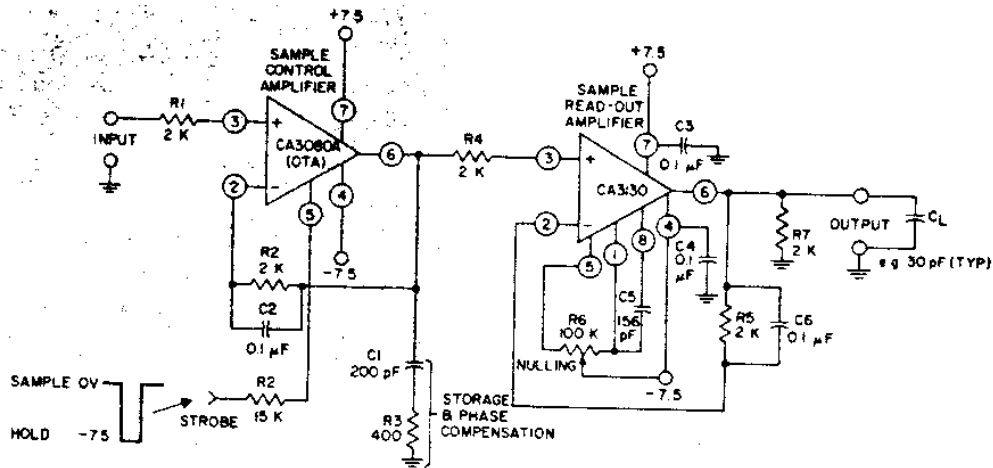 +7.5
SAMPLE
CONTROL
AMPLIFIER
7
R1
2 K
3
+
INPUT
CA3080A
(OTA)
6
2
-
5
4
-7.5
R2
2 K
C2
0.1 µF
R4
2 K
+7.5
SAMPLE
READ-OUT
AMPLIFIER
7
C3
0.1 µF
3
+
CA3130
6
2
-
5
1
8
4
C4
0.1
µF
C5
156
pF
R6
100 K
NULLING
-7.5
R7
2 K
OUTPUT
CL
e.g. 30 pF (TYP)
R5
2 K
C6
0.1 µF
C1
200 pF
R3
400
STORAGE
& PHASE
COMPENSATION
SAMPLE OV
HOLD -75
STROBE
R2
15 K